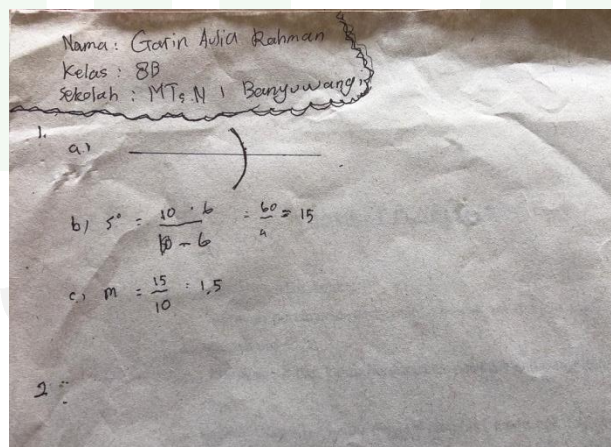 Nama : Garin Aulia Rahman
Kelas : 8B
Sekolah : MTs.N 1 Banyuwangi
1.
a.)
b) s' = 10 . 6 / 10 - 6 = 60 / 4 = 15
c) m = 15 / 10 = 1,5
2